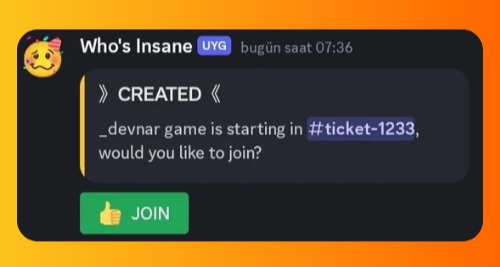 Who's Insane UYG bugün saat 07:36
》 CREATED 《
_devnar game is starting in #ticket-1233,
would you like to join?
👍 JOIN